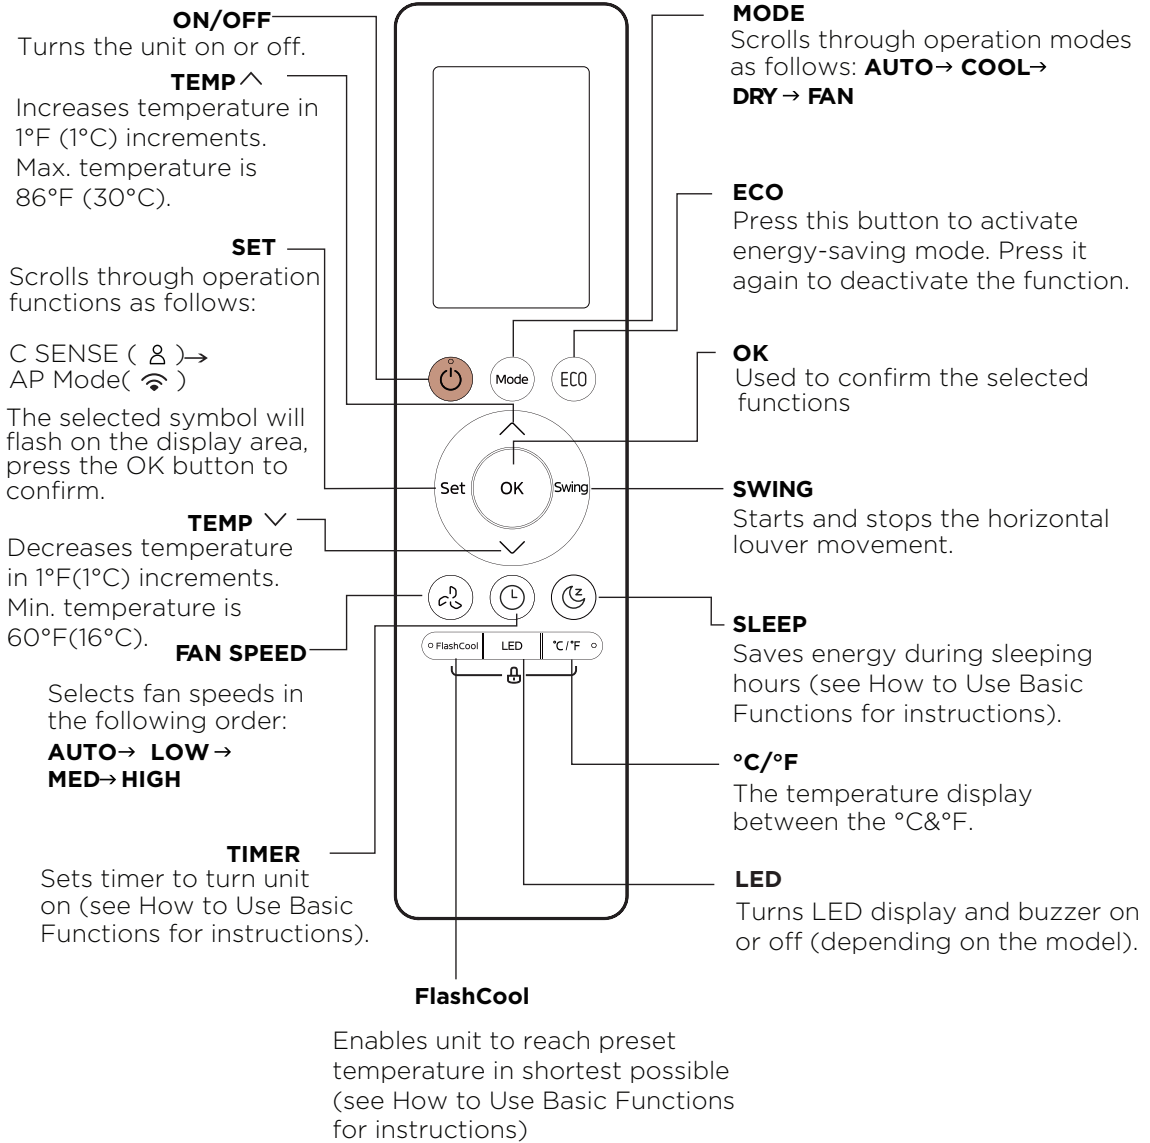 ON/OFF
Turns the unit on or off.
TEMP
Increases temperature in
1°F (1°C) increments.
Max. temperature is
86°F (30°C).
SET
Scrolls through operation
functions as follows:
C SENSE ( )→
AP Mode( )
The selected symbol will
flash on the display area,
press the OK button to
confirm.
TEMP
Decreases temperature
in 1°F(1°C) increments.
Min. temperature is
60°F(16°C).
FAN SPEED
Selects fan speeds in
the following order:
AUTO→ LOW→
MED→HIGH
TIMER
Sets timer to turn unit
on (see How to Use Basic
Functions for instructions).
Mode
ECO
Set
OK
Swing
FlashCool
LED
°C/°F
MODE
Scrolls through operation modes
as follows: AUTO→ COOL→
DRY→ FAN
ECO
Press this button to activate
energy-saving mode. Press it
again to deactivate the function.
OK
Used to confirm the selected
functions
SWING
Starts and stops the horizontal
louver movement.
SLEEP
Saves energy during sleeping
hours (see How to Use Basic
Functions for instructions).
°C/°F
The temperature display
between the °C&°F.
LED
Turns LED display and buzzer on
or off (depending on the model).
FlashCool
Enables unit to reach preset
temperature in shortest possible
(see How to Use Basic Functions
for instructions)